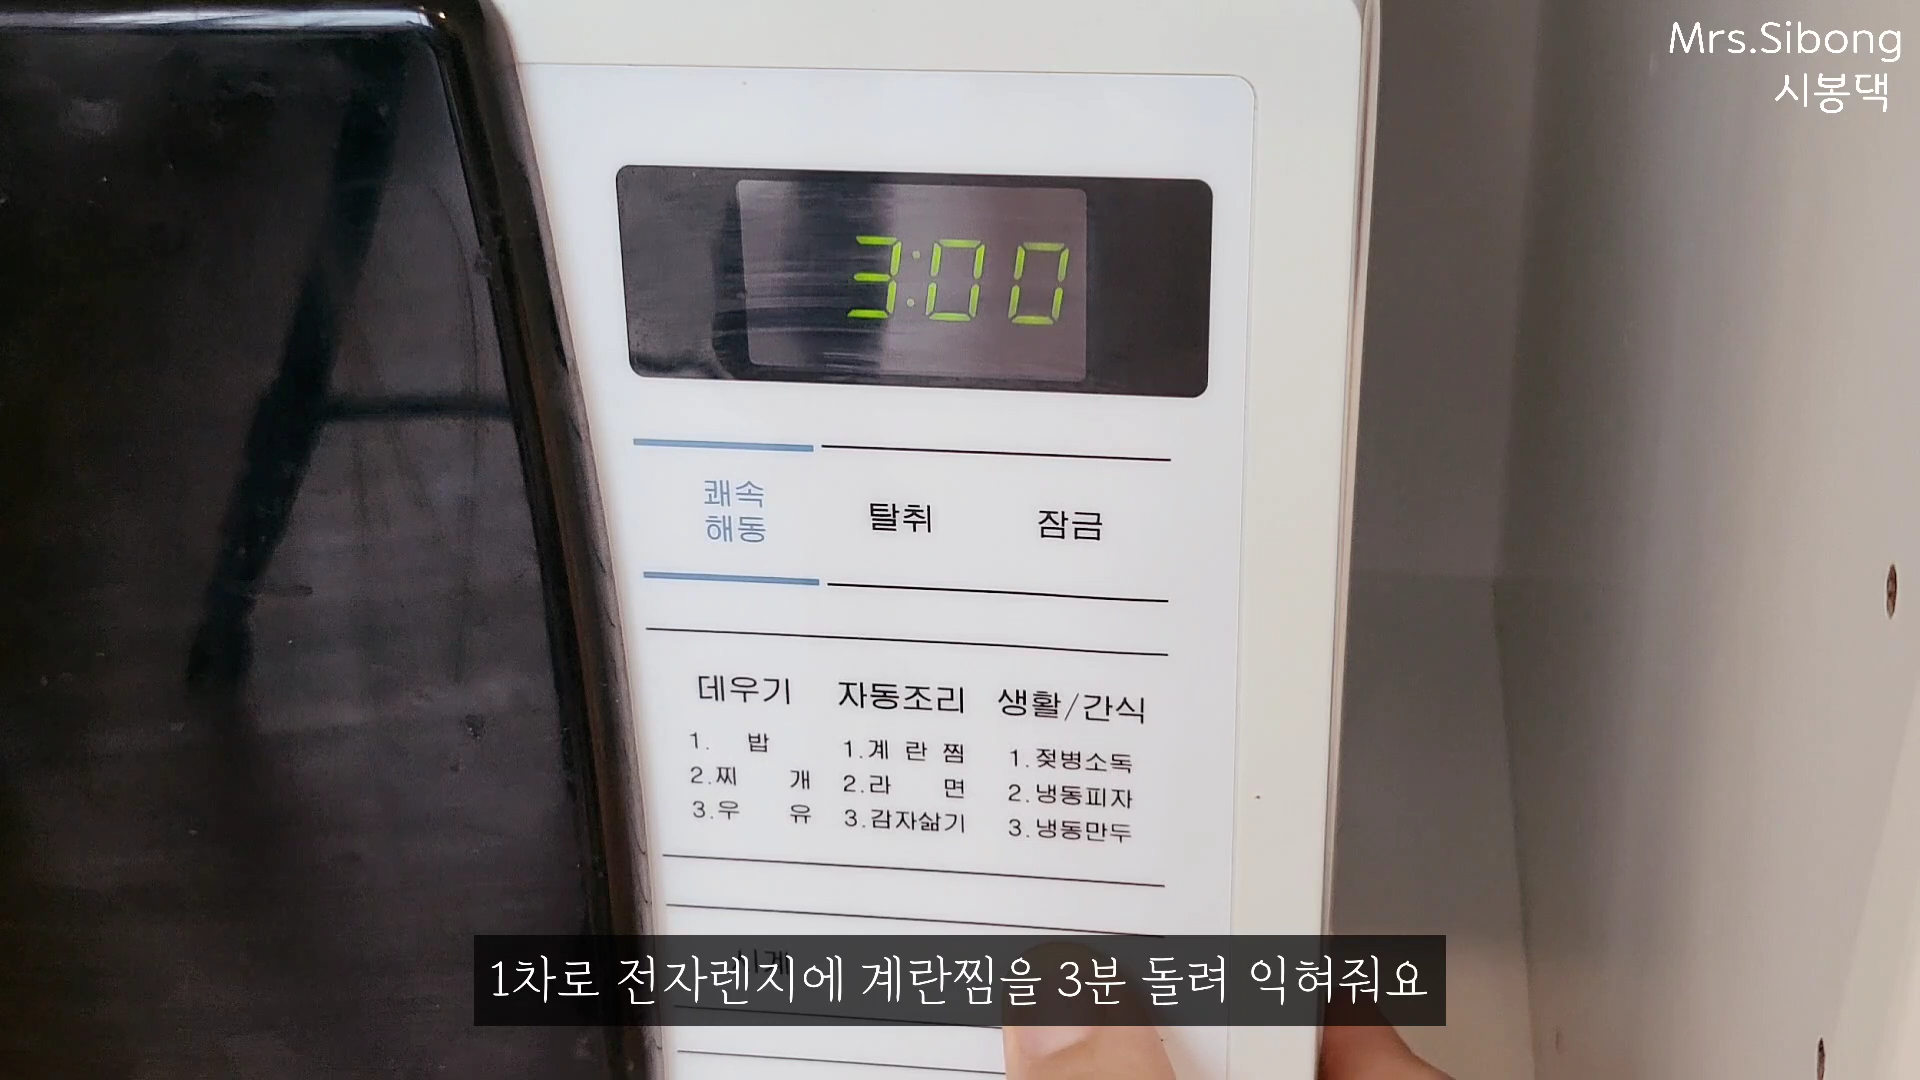 Mrs.Sibong
시봉댁
3:00
쾌속
해동
탈취
잠금
데우기
1. 밥
2.찌 개
3.우 유
자동조리
1.계 란 찜
2.라 면
3.감자삶기
생활/간식
1.젖병소독
2.냉동피자
3.냉동만두
1차로 전자렌지에 계란찜을 3분 돌려 익혀줘요